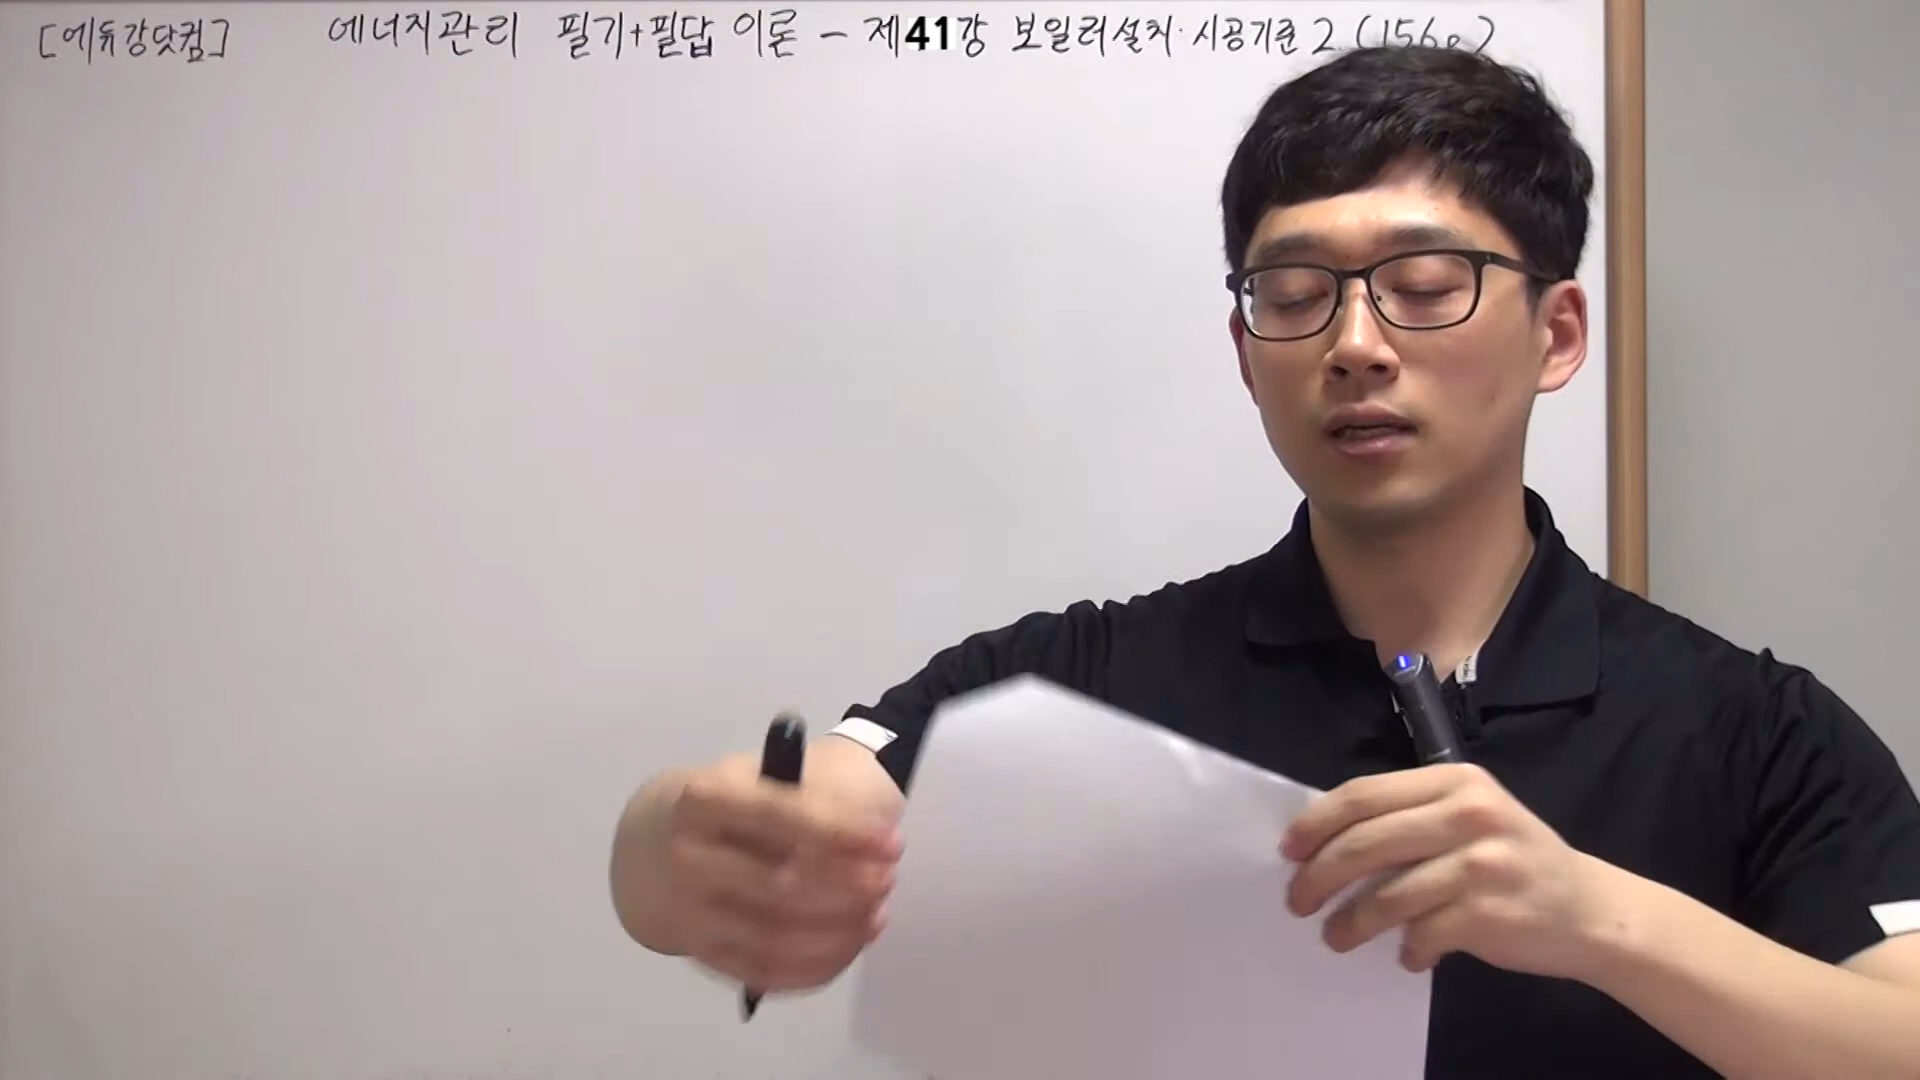 [에듀강닷컴] 에너지관리 필기+필답 이론 - 제41강 보일러설치·시공기준 2 (156p)